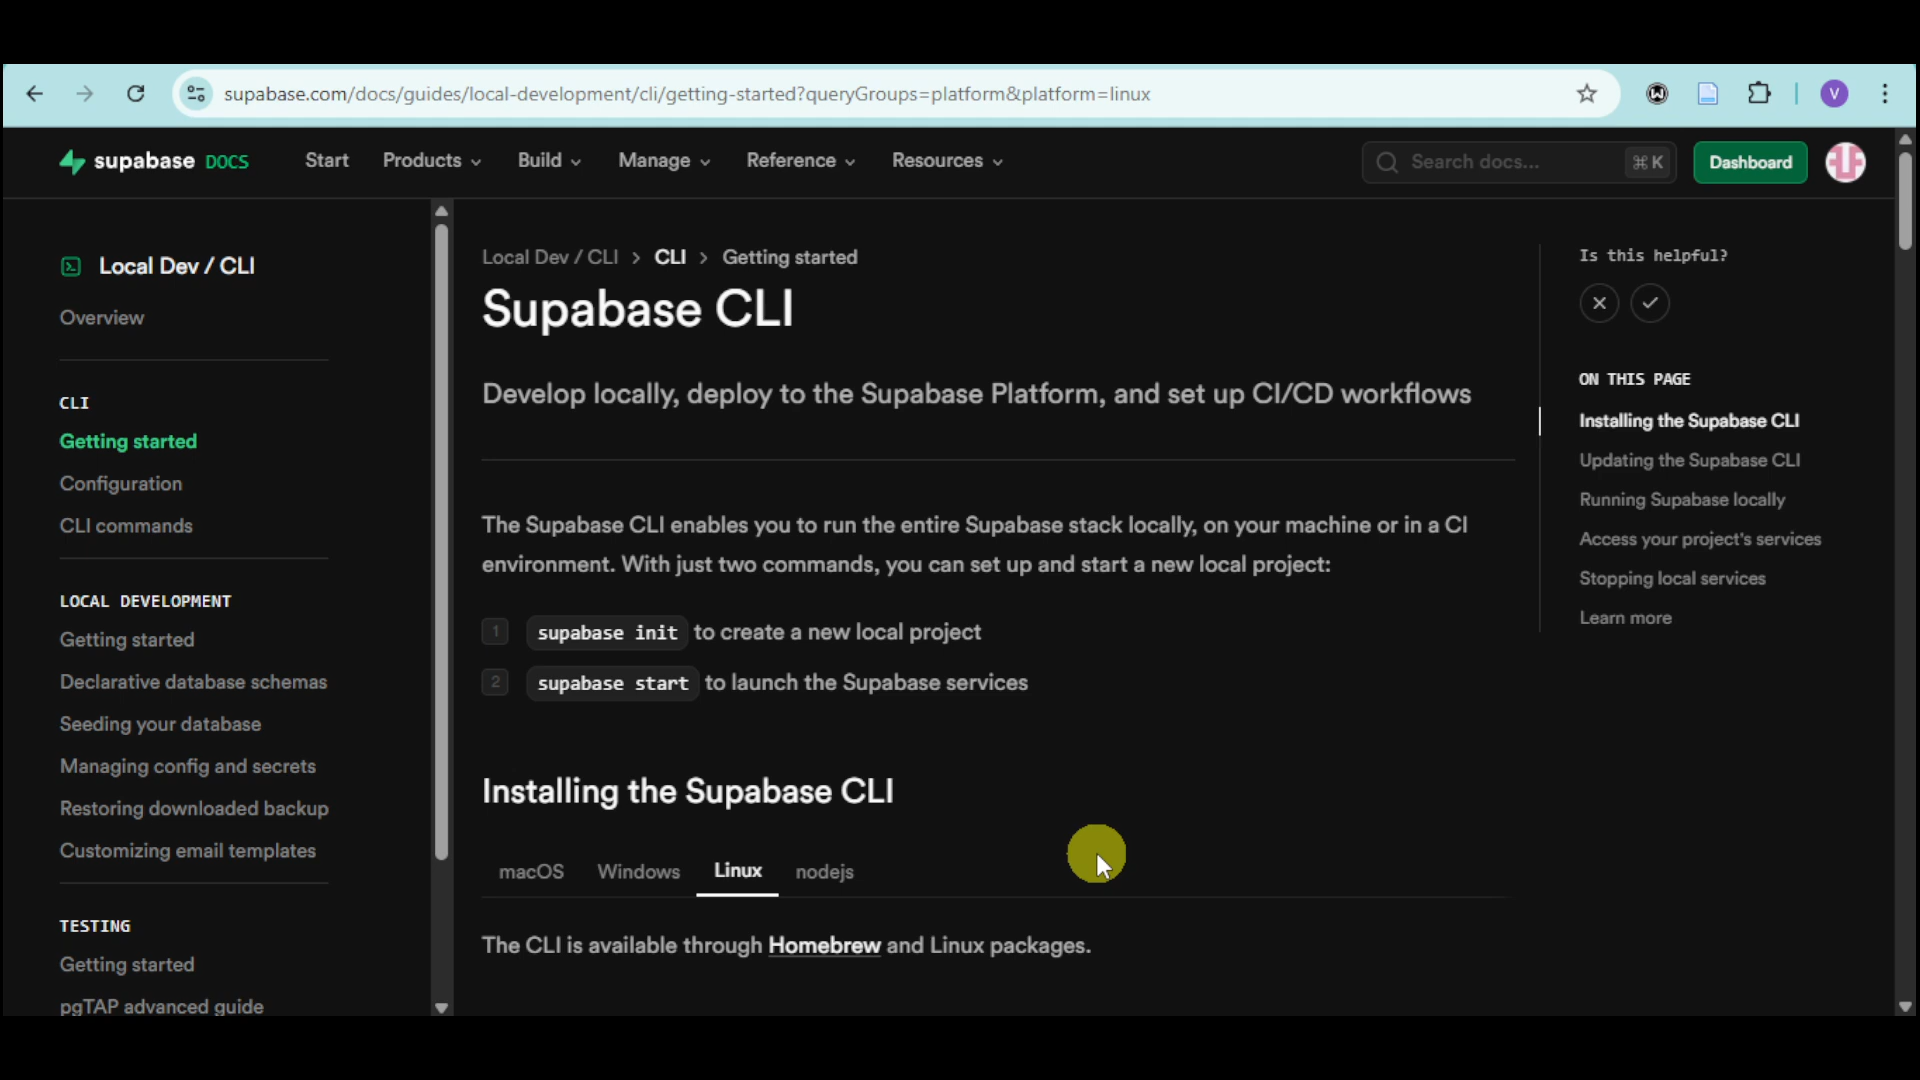 supabase.com/docs/guides/local-development/cli/getting-started?queryGroups=platform&platform=linux
V
supabase DOCS
Start
Products
Build
Manage
Reference
Resources
Search docs...
⌘K
Dashboard
Local Dev / CLI
Overview
CLI
Getting started
Configuration
CLI commands
LOCAL DEVELOPMENT
Getting started
Declarative database schemas
Seeding your database
Managing config and secrets
Restoring downloaded backup
Customizing email templates
TESTING
Getting started
pgTAP advanced guide
Local Dev / CLI > CLI > Getting started
Supabase CLI
Develop locally, deploy to the Supabase Platform, and set up CI/CD workflows
The Supabase CLI enables you to run the entire Supabase stack locally, on your machine or in a CI
environment. With just two commands, you can set up and start a new local project:
1 supabase init to create a new local project
2 supabase start to launch the Supabase services
Installing the Supabase CLI
macOS Windows Linux nodejs
The CLI is available through Homebrew and Linux packages.
Is this helpful?
ON THIS PAGE
Installing the Supabase CLI
Updating the Supabase CLI
Running Supabase locally
Access your project's services
Stopping local services
Learn more